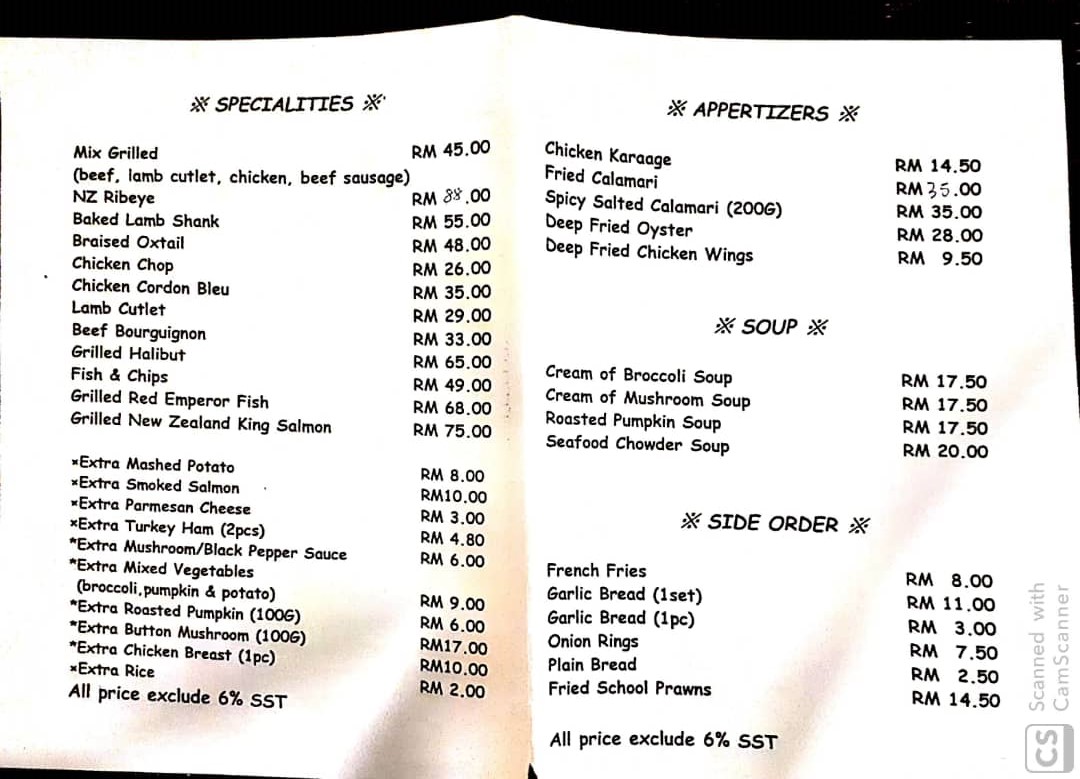 ※ SPECIALITIES ※
Mix Grilled RM 45.00
(beef, lamb cutlet, chicken, beef sausage)
NZ Ribeye RM 88.00
Baked Lamb Shank RM 55.00
Braised Oxtail RM 48.00
Chicken Chop RM 26.00
Chicken Cordon Bleu RM 35.00
Lamb Cutlet RM 29.00
Beef Bourguignon RM 33.00
Grilled Halibut RM 65.00
Fish & Chips RM 49.00
Grilled Red Emperor Fish RM 68.00
Grilled New Zealand King Salmon RM 75.00
*Extra Mashed Potato RM 8.00
*Extra Smoked Salmon RM10.00
*Extra Parmesan Cheese RM 3.00
*Extra Turkey Ham (2pcs) RM 4.80
*Extra Mushroom/Black Pepper Sauce RM 6.00
*Extra Mixed Vegetables
(broccoli,pumpkin & potato) RM 9.00
*Extra Roasted Pumpkin (100G) RM 6.00
*Extra Button Mushroom (100G) RM17.00
*Extra Chicken Breast (1pc) RM10.00
*Extra Rice RM 2.00
All price exclude 6% SST
※ APPERTIZERS ※
Chicken Karaage RM 14.50
Fried Calamari RM 35.00
Spicy Salted Calamari (200G) RM 35.00
Deep Fried Oyster RM 28.00
Deep Fried Chicken Wings RM 9.50
※ SOUP ※
Cream of Broccoli Soup RM 17.50
Cream of Mushroom Soup RM 17.50
Roasted Pumpkin Soup RM 17.50
Seafood Chowder Soup RM 20.00
※ SIDE ORDER ※
French Fries RM 8.00
Garlic Bread (1set) RM 11.00
Garlic Bread (1pc) RM 3.00
Onion Rings RM 7.50
Plain Bread RM 2.50
Fried School Prawns RM 14.50
All price exclude 6% SST
CS
Scanned with
CamScanner